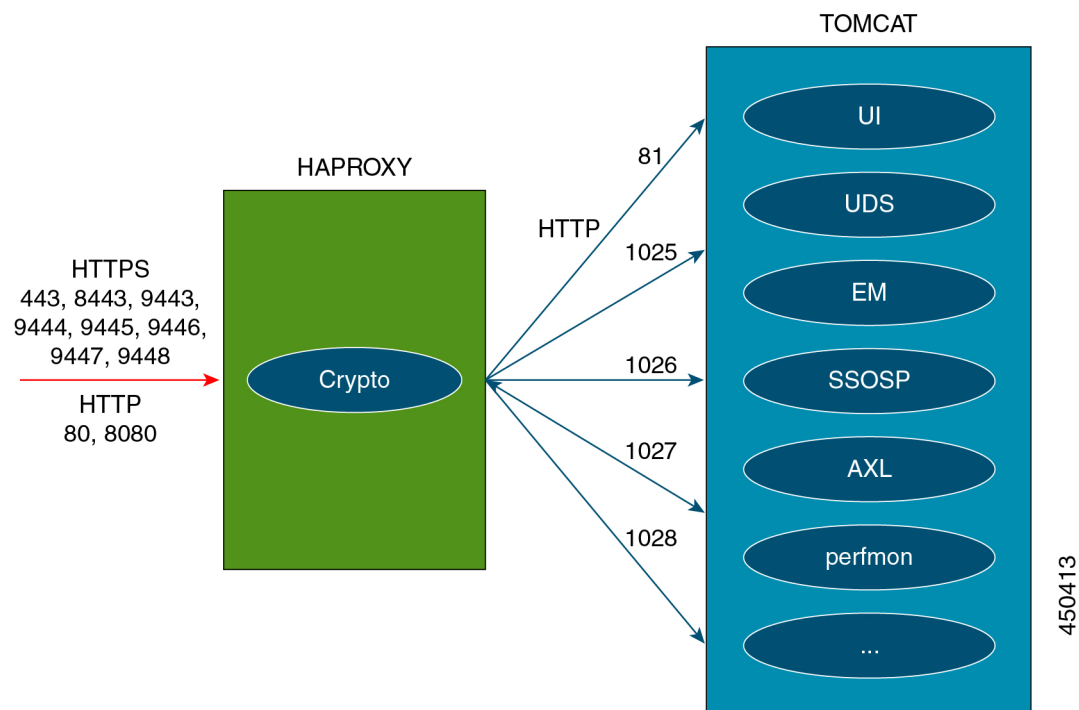 TOMCAT
UI
81
HAPROXY
UDS
HTTP
1025
HTTPS
443, 8443, 9443,
9444, 9445, 9446,
9447, 9448
EM
1026
Crypto
SSOSP
HTTP
80, 8080
1027
AXL
1028
perfmon
...
450413